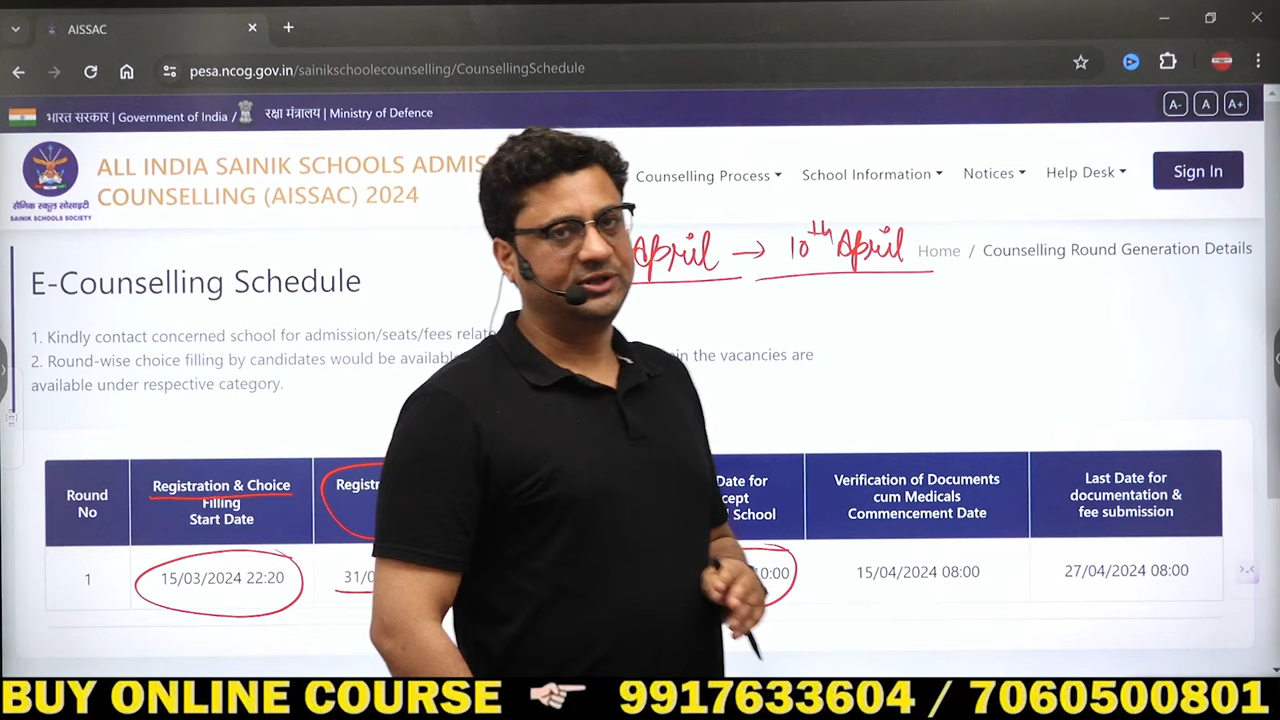 AISSAC
pesa.ncog.gov.in/sainikschoolecounselling/CounsellingSchedule
भारत सरकार | Government of India / रक्षा मंत्रालय | Ministry of Defence
A- A A+
ALL INDIA SAINIK SCHOOLS ADMIS
COUNSELLING (AISSAC) 2024
सैनिक स्कूल सोसाइटी
SAINIK SCHOOLS SOCIETY
Counselling Process School Information Notices Help Desk Sign In
April → 10th April
Home / Counselling Round Generation Details
E-Counselling Schedule
1. Kindly contact concerned school for admission/seats/fees relate
2. Round-wise choice filling by candidates would be availabl in the vacancies are
available under respective category.
Round
No
Registration & Choice
Filling
Start Date
Regist
Date for
cept
School
Verification of Documents
cum Medicals
Commencement Date
Last Date for
documentation &
fee submission
1 15/03/2024 22:20 31/0 10:00 15/04/2024 08:00 27/04/2024 08:00
BUY ONLINE COURSE 9917633604 / 7060500801